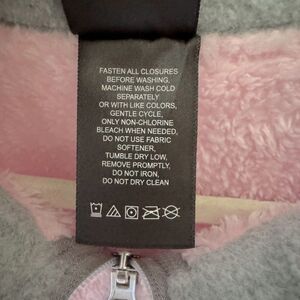 FASTEN ALL CLOSURES
BEFORE WASHING,
MACHINE WASH COLD
SEPARATELY
OR WITH LIKE COLORS,
GENTLE CYCLE,
ONLY NON-CHLORINE
BLEACH WHEN NEEDED,
DO NOT USE FABRIC
SOFTENER,
TUMBLE DRY LOW,
REMOVE PROMPTLY,
DO NOT IRON,
DO NOT DRY CLEAN